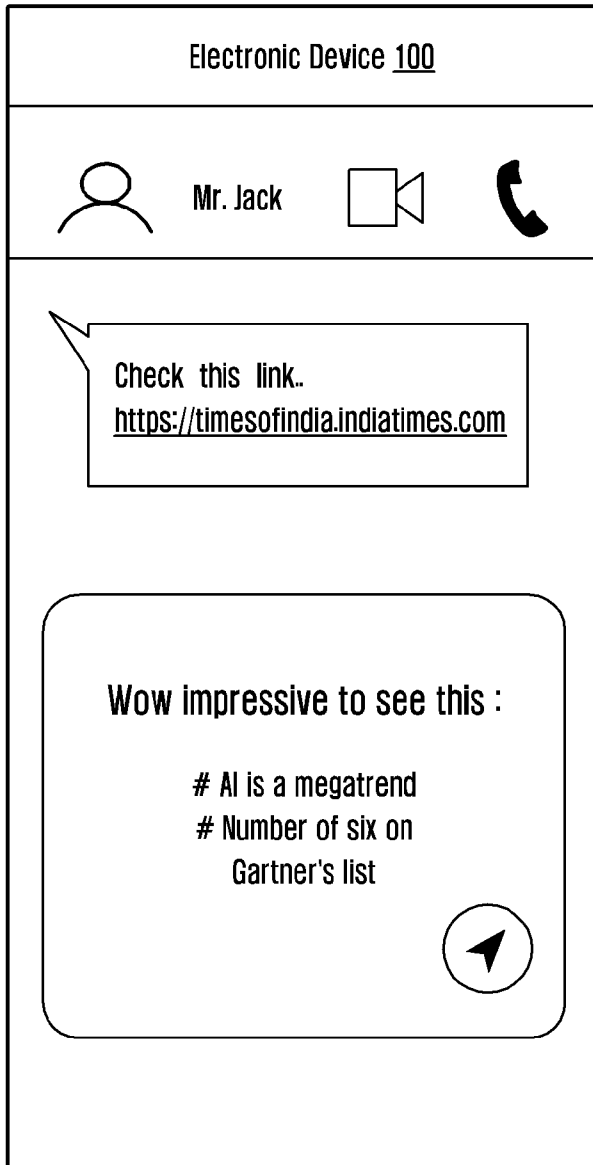 Electronic Device 100
Mr. Jack
Check this link..
https://timesofindia.indiatimes.com
Wow impressive to see this :
# AI is a megatrend
# Number of six on
Gartner's list